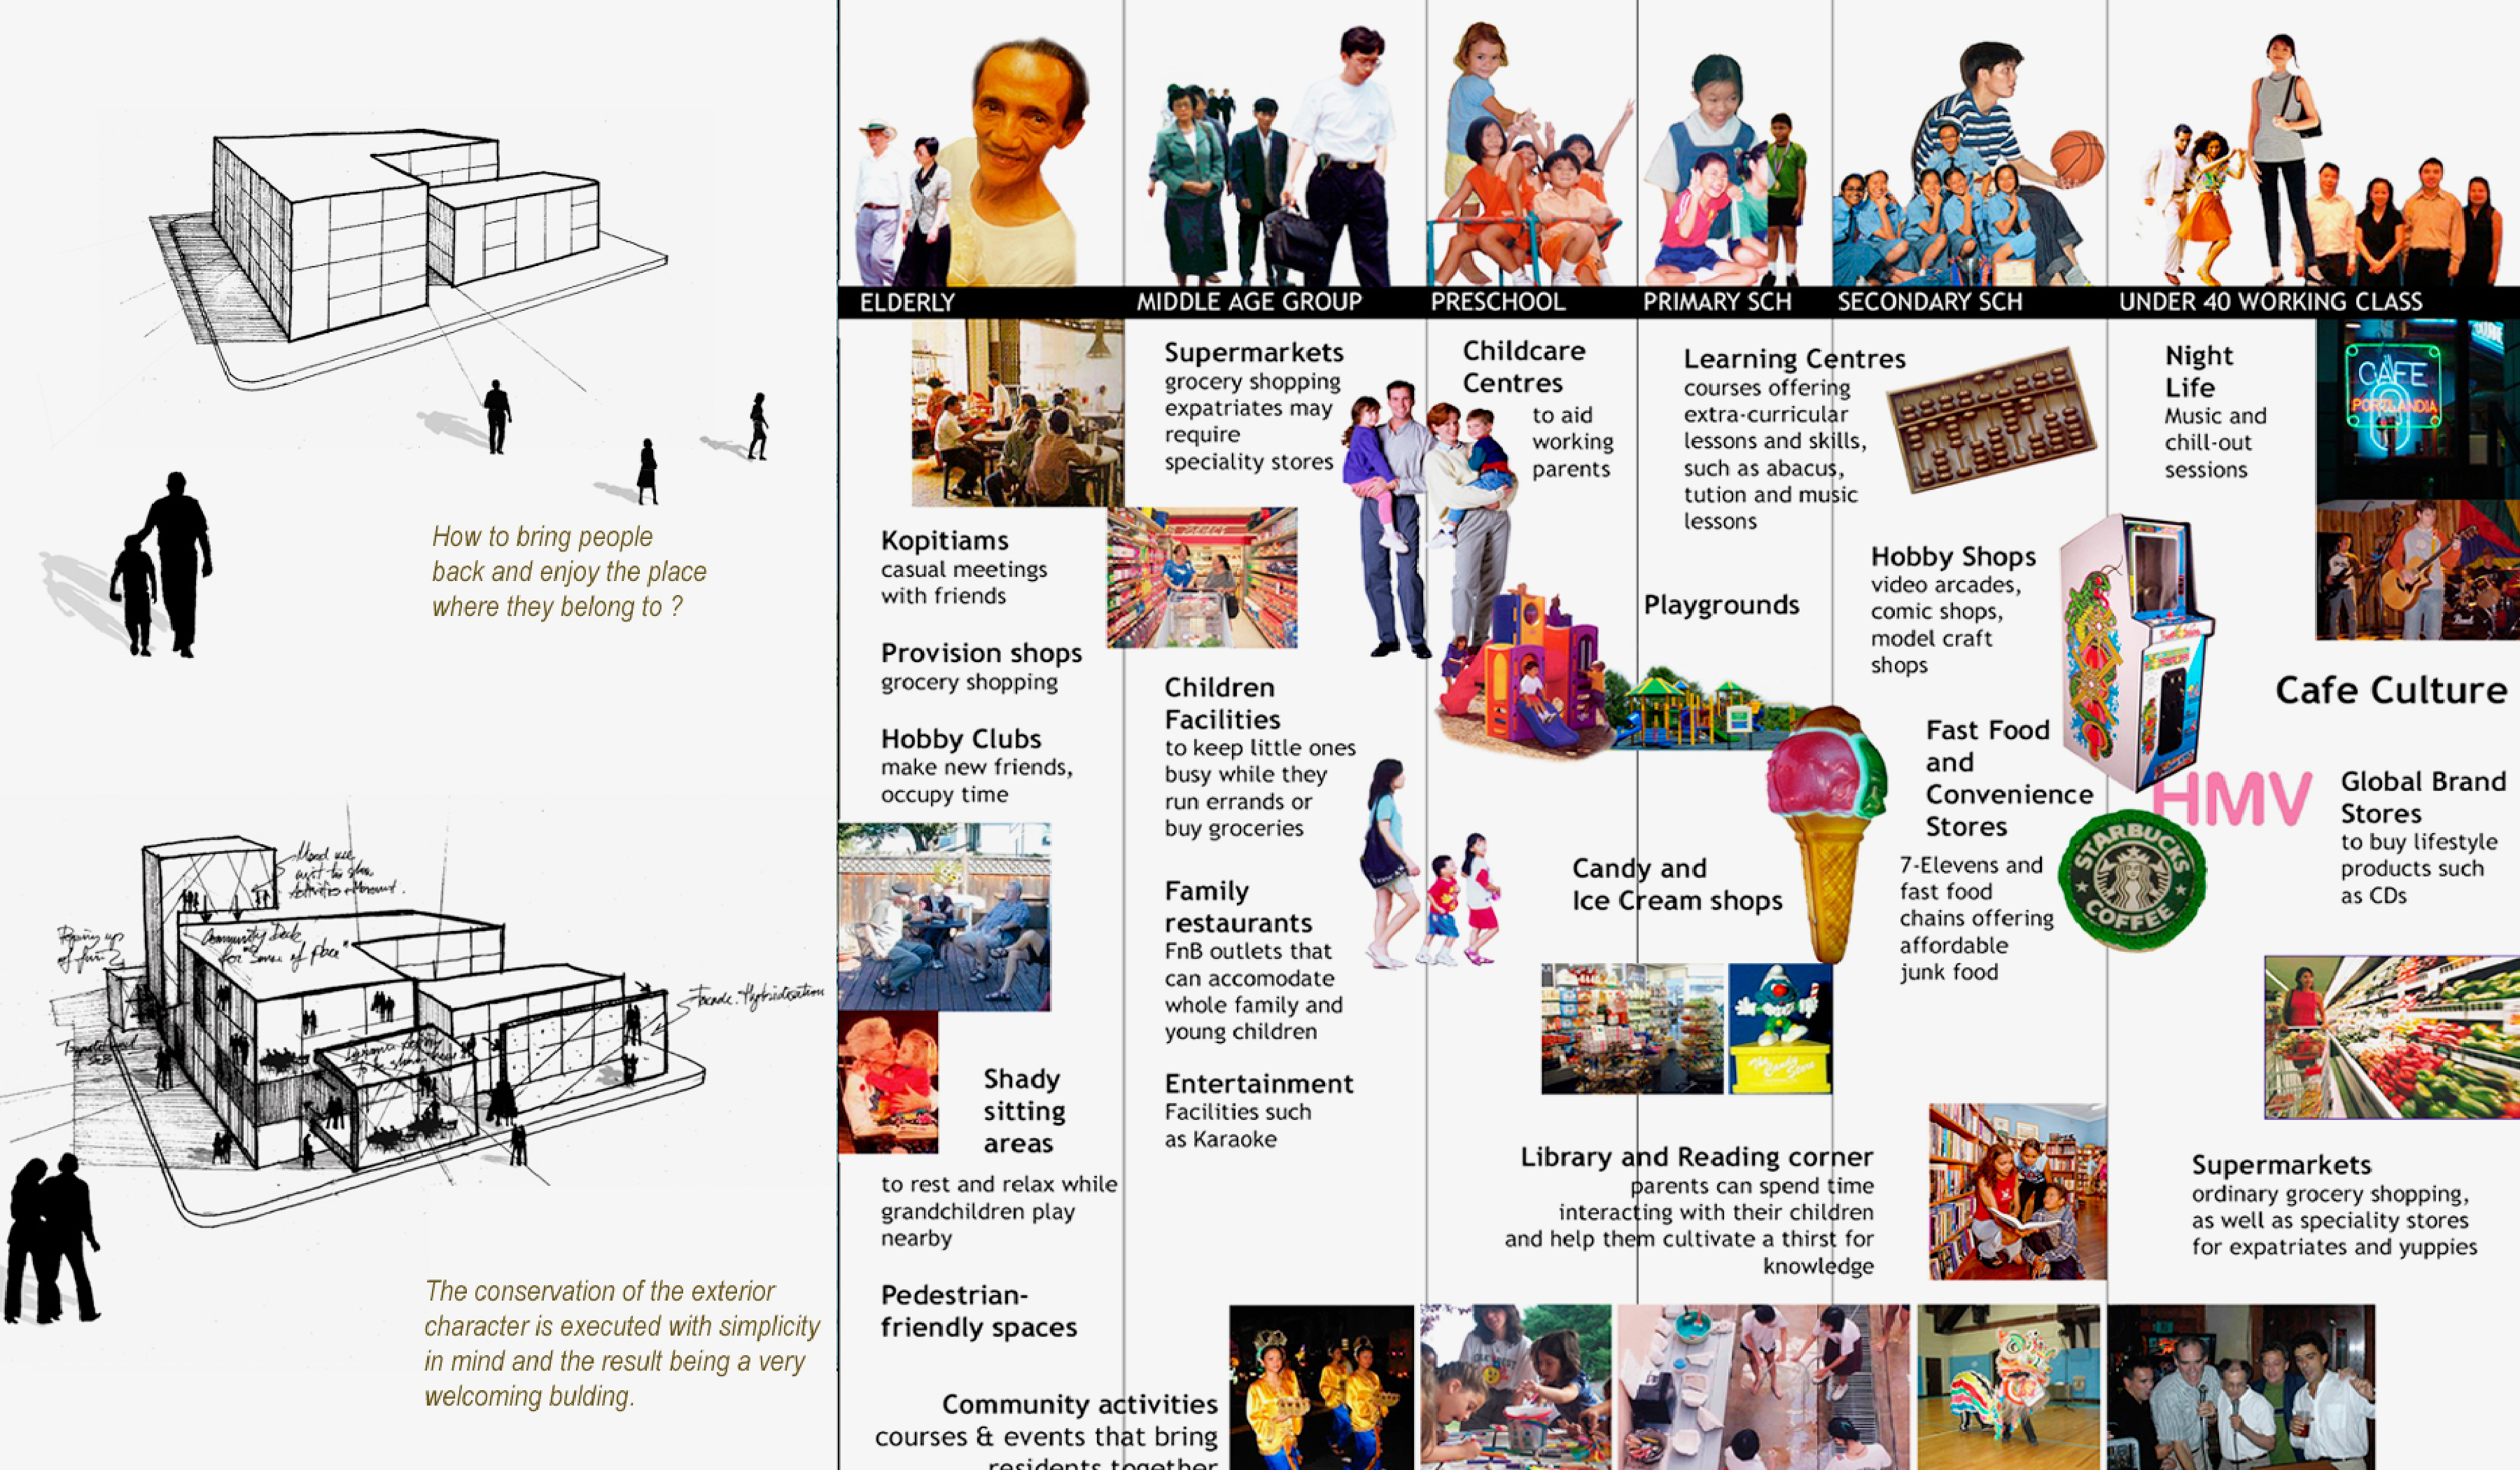 How to bring people
back and enjoy the place
where they belong to ?
Community Deck
for "sense of place"
Facade Hybridisation
The conservation of the exterior
character is executed with simplicity
in mind and the result being a very
welcoming bulding.
ELDERLY
MIDDLE AGE GROUP
PRESCHOOL
PRIMARY SCH
SECONDARY SCH
UNDER 40 WORKING CLASS
Kopitiams
casual meetings
with friends
Provision shops
grocery shopping
Hobby Clubs
make new friends,
occupy time
Shady
sitting
areas
to rest and relax while
grandchildren play
nearby
Pedestrian-
friendly spaces
Community activities
courses & events that bring
residents together
Supermarkets
grocery shopping
expatriates may
require
speciality stores
Children
Facilities
to keep little ones
busy while they
run errands or
buy groceries
Family
restaurants
FnB outlets that
can accomodate
whole family and
young children
Entertainment
Facilities such
as Karaoke
Childcare
Centres
to aid
working
parents
Learning Centres
courses offering
extra-curricular
lessons and skills,
such as abacus,
tution and music
lessons
Playgrounds
Candy and
Ice Cream shops
The Candy
Store
Library and Reading corner
parents can spend time
interacting with their children
and help them cultivate a thirst for
knowledge
Hobby Shops
video arcades,
comic shops,
model craft
shops
Fast Food
and
Convenience
Stores
7-Elevens and
fast food
chains offering
affordable
junk food
Night
Life
Music and
chill-out
sessions
CAFE
PORTLANDIA
Cafe Culture
HMV
STARBUCKS
COFFEE
Global Brand
Stores
to buy lifestyle
products such
as CDs
Supermarkets
ordinary grocery shopping,
as well as speciality stores
for expatriates and yuppies